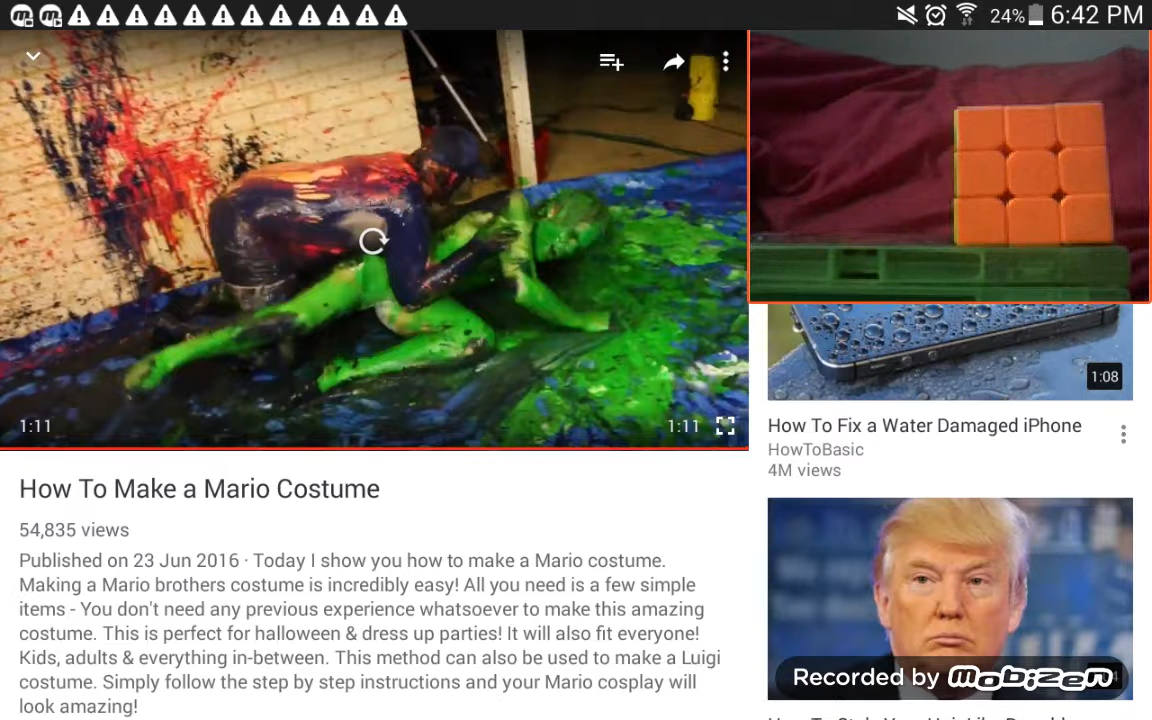 24% 6:42 PM
1:11
1:11
How To Make a Mario Costume
54,835 views
Published on 23 Jun 2016 · Today I show you how to make a Mario costume.
Making a Mario brothers costume is incredibly easy! All you need is a few simple
items - You don't need any previous experience whatsoever to make this amazing
costume. This is perfect for halloween & dress up parties! It will also fit everyone!
Kids, adults & everything in-between. This method can also be used to make a Luigi
costume. Simply follow the step by step instructions and your Mario cosplay will
look amazing!
1:08
How To Fix a Water Damaged iPhone
HowToBasic
4M views
Recorded by mobizen